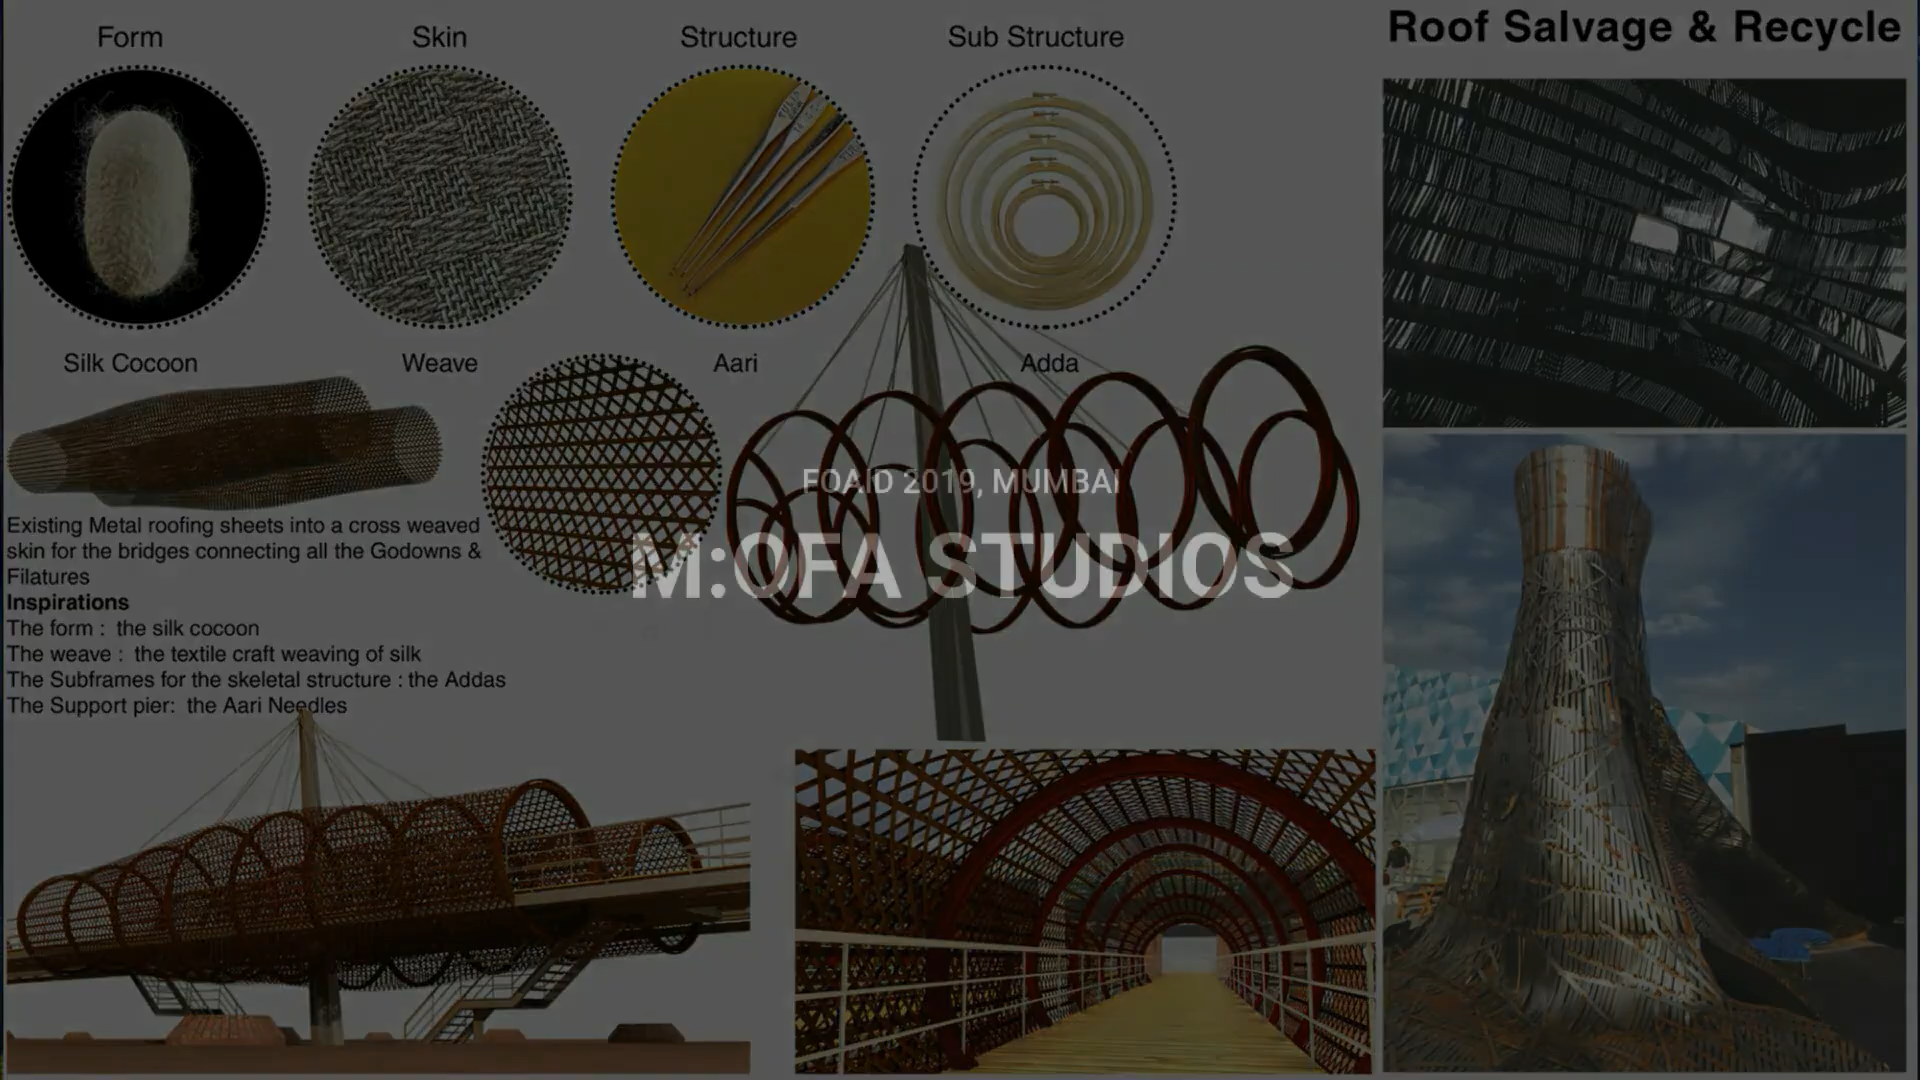 Form
Skin
Structure
Sub Structure
Roof Salvage & Recycle
Silk Cocoon
Weave
Aari
Adda
FOAID 2019, MUMBAI
M:OFA STUDIOS
Existing Metal roofing sheets into a cross weaved
skin for the bridges connecting all the Godowns &
Filatures
Inspirations
The form : the silk cocoon
The weave : the textile craft weaving of silk
The Subframes for the skeletal structure : the Addas
The Support pier: the Aari Needles